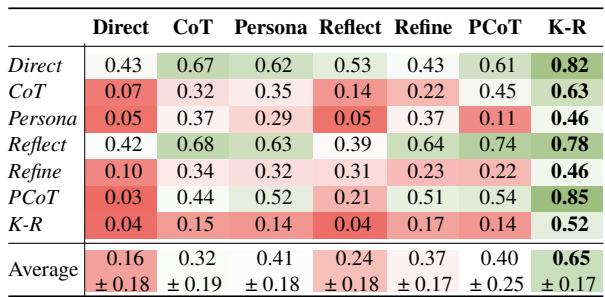 Direct CoT Persona Reflect Refine PCoT K-R
Direct 0.43 0.67 0.62 0.53 0.43 0.61 0.82
CoT 0.07 0.32 0.35 0.14 0.22 0.45 0.63
Persona 0.05 0.37 0.29 0.05 0.37 0.11 0.46
Reflect 0.42 0.68 0.63 0.39 0.64 0.74 0.78
Refine 0.10 0.34 0.32 0.31 0.23 0.22 0.46
PCoT 0.03 0.44 0.52 0.21 0.51 0.54 0.85
K-R 0.04 0.15 0.14 0.04 0.17 0.14 0.52
Average 0.16 0.32 0.41 0.24 0.37 0.40 0.65
± 0.18 ± 0.19 ± 0.18 ± 0.18 ± 0.17 ± 0.25 ± 0.17